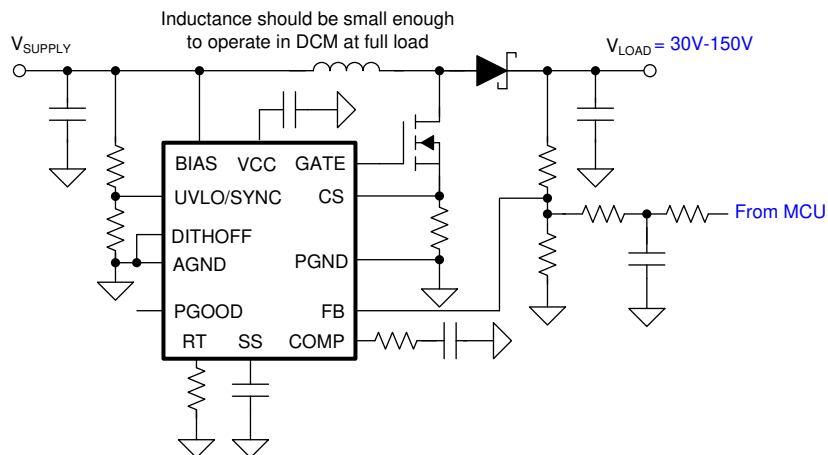 Inductance should be small enough
to operate in DCM at full load
VSUPPLY
VLOAD = 30V-150V
BIAS VCC GATE
UVLO/SYNC CS
DITHOFF
AGND PGND
PGOOD FB
RT SS COMP
From MCU